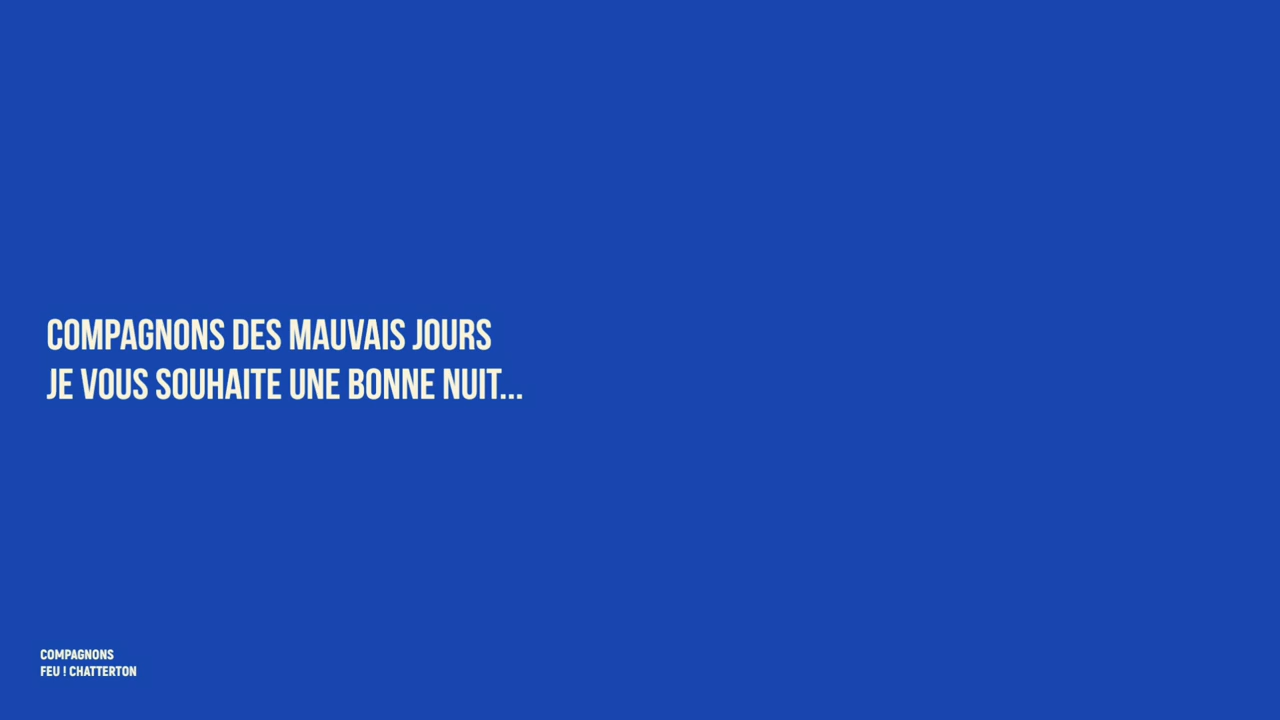 COMPAGNONS DES MAUVAIS JOURS
JE VOUS SOUHAITE UNE BONNE NUIT...
COMPAGNONS
FEU ! CHATTERTON